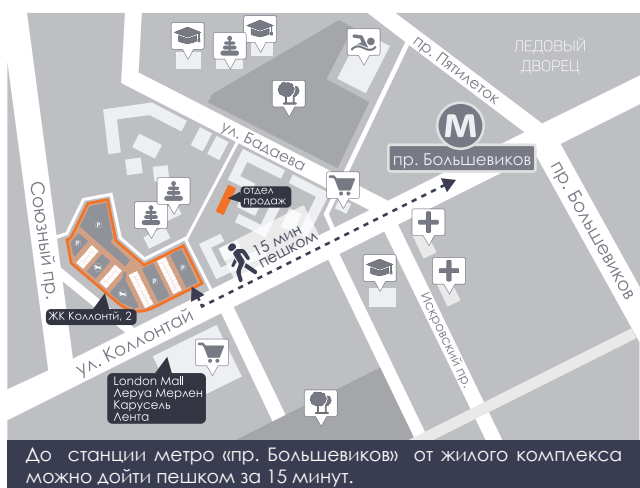 ЛЕДОВЫЙ
ДВОРЕЦ
пр. Пятилеток
М
пр. Большевиков
ул. Бадаева
отдел
продаж
15 мин
пешком
пр. Большевиков
Союзный пр.
P
P
P
P
ЖК Коллонтй, 2
ул. Коллонтай
Искровский пр.
London Mall
Леруа Мерлен
Карусель
Лента
До станции метро «пр. Большевиков» от жилого комплекса
можно дойти пешком за 15 минут.